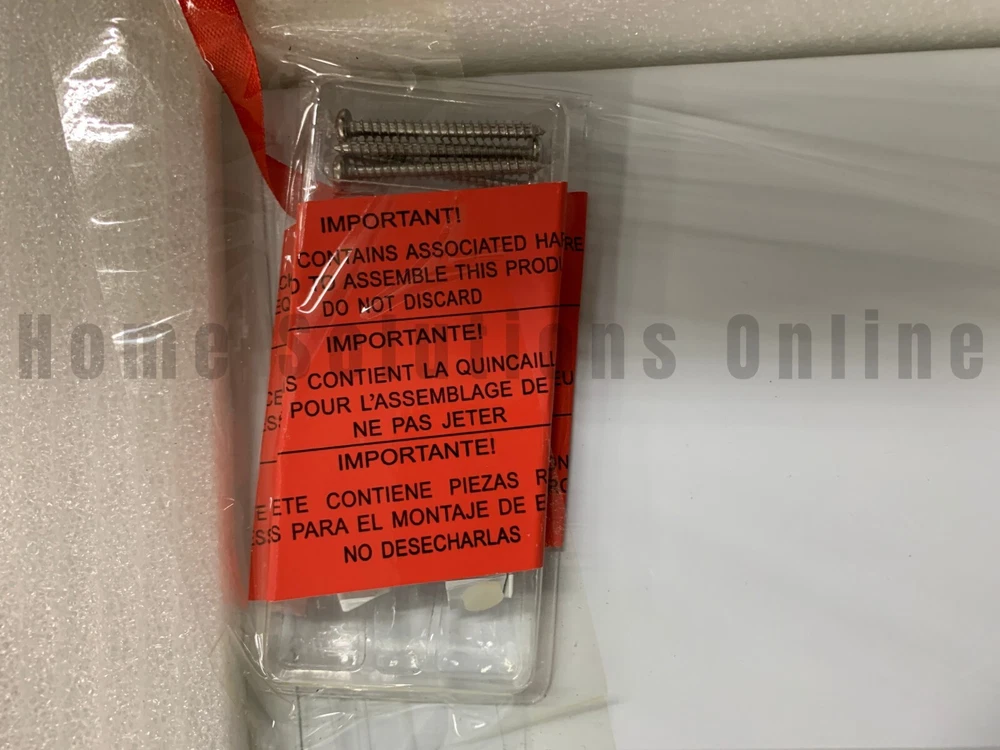 IMPORTANT!
CONTAINS ASSOCIATED HA
TO ASSEMBLE THIS PROD
DO NOT DISCARD
IMPORTANTE!
S CONTIENT LA QUINCAILL
POUR L'ASSEMBLAGE DE
NE PAS JETER
IMPORTANTE!
ETE CONTIENE PIEZAS R
S PARA EL MONTAJE DE E
NO DESECHARLAS
Home Solutions Online